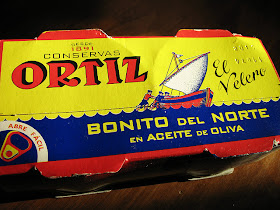 DESDE
1891
CONSERVAS
ORTIZ
El
Velero
BONITO DEL NORTE
EN ACEITE DE OLIVA
ABRE FÁCIL